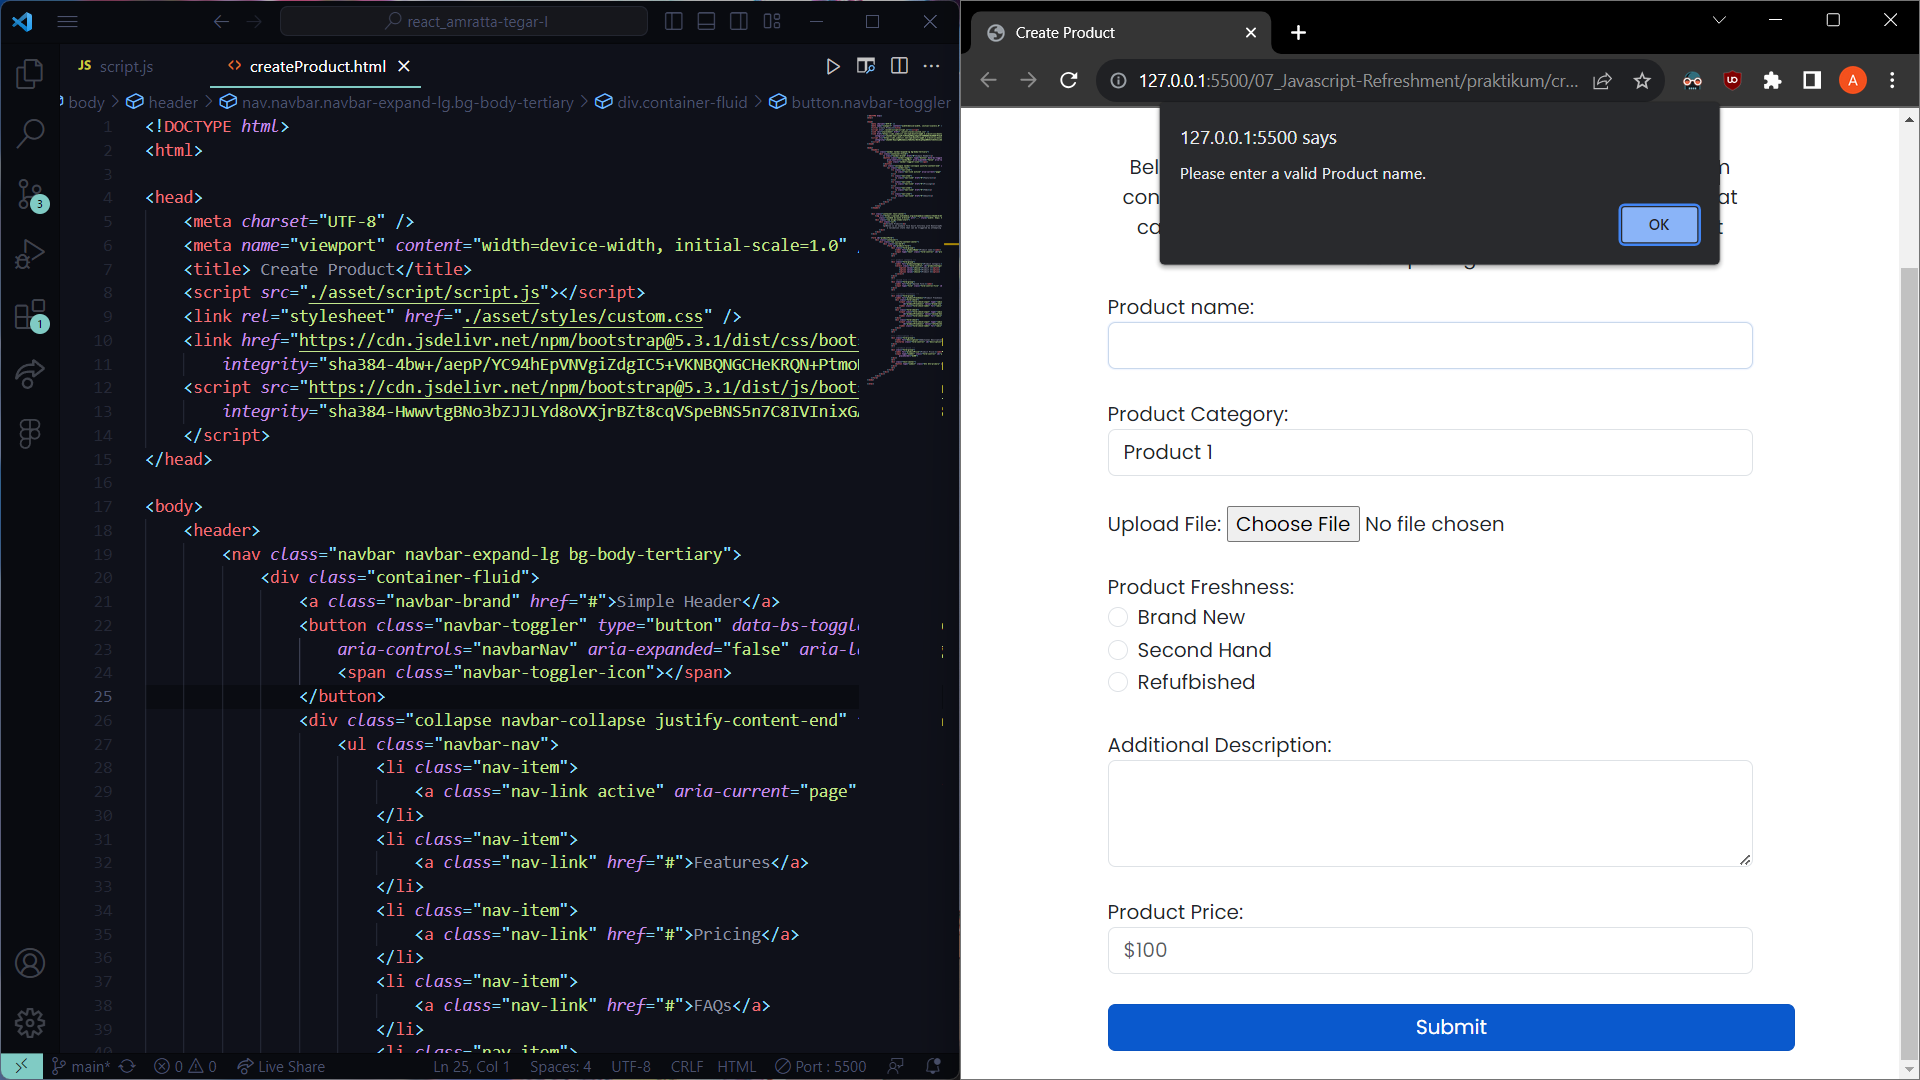 react_amratta-tegar-l
JS script.js
<> createProduct.html
body > header > nav.navbar.navbar-expand-lg.bg-body-tertiary > div.container-fluid > button.navbar-toggler
1 <!DOCTYPE html>
2 <html>
3
4 <head>
5 <meta charset="UTF-8" />
6 <meta name="viewport" content="width=device-width, initial-scale=1.0" /
7 <title> Create Product</title>
8 <script src="./asset/script/script.js"></script>
9 <link rel="stylesheet" href="./asset/styles/custom.css" />
10 <link href="https://cdn.jsdelivr.net/npm/bootstrap@5.3.1/dist/css/boot
11 integrity="sha384-4bw+/aepP/YC94hEpVNVgiZdgIC5+VKNBQNGCHeKRQN+Ptmo
12 <script src="https://cdn.jsdelivr.net/npm/bootstrap@5.3.1/dist/js/boot
13 integrity="sha384-HwwvtgBNo3bZJJLYd8oVXjrBZt8cqVSpeBNS5n7C8IVInixG
14 </script>
15 </head>
16
17 <body>
18 <header>
19 <nav class="navbar navbar-expand-lg bg-body-tertiary">
20 <div class="container-fluid">
21 <a class="navbar-brand" href="#">Simple Header</a>
22 <button class="navbar-toggler" type="button" data-bs-toggl
23 aria-controls="navbarNav" aria-expanded="false" aria-l
24 <span class="navbar-toggler-icon"></span>
25 </button>
26 <div class="collapse navbar-collapse justify-content-end"
27 <ul class="navbar-nav">
28 <li class="nav-item">
29 <a class="nav-link active" aria-current="page"
30 </li>
31 <li class="nav-item">
32 <a class="nav-link" href="#">Features</a>
33 </li>
34 <li class="nav-item">
35 <a class="nav-link" href="#">Pricing</a>
36 </li>
37 <li class="nav-item">
38 <a class="nav-link" href="#">FAQs</a>
39 </li>
40 <li class="nav-item">
3
1
main* 0 0 Live Share Ln 25, Col 1 Spaces: 4 UTF-8 CRLF HTML Port : 5500
Create Product
127.0.0.1:5500/07_Javascript-Refreshment/praktikum/cr...
A
127.0.0.1:5500 says
Please enter a valid Product name.
OK
Product name:
Product Category:
Product 1
Upload File: Choose File No file chosen
Product Freshness:
Brand New
Second Hand
Refufbished
Additional Description:
Product Price:
$100
Submit